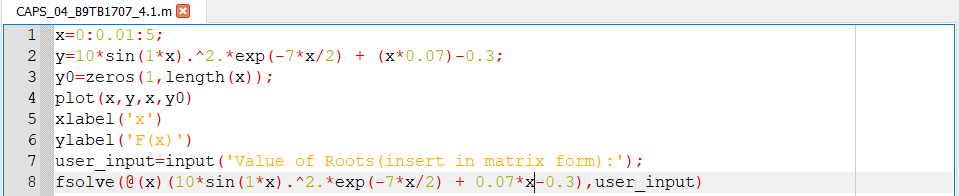 CAPS_04_B9TB1707_4.1.m
1 x=0:0.01:5;
2 y=10*sin(1*x).^2.*exp(-7*x/2) + (x*0.07)-0.3;
3 y0=zeros(1,length(x));
4 plot(x,y,x,y0)
5 xlabel('x')
6 ylabel('F(x)')
7 user_input=input('Value of Roots(insert in matrix form):');
8 fsolve(@(x)(10*sin(1*x).^2.*exp(-7*x/2) + 0.07*x-0.3),user_input)